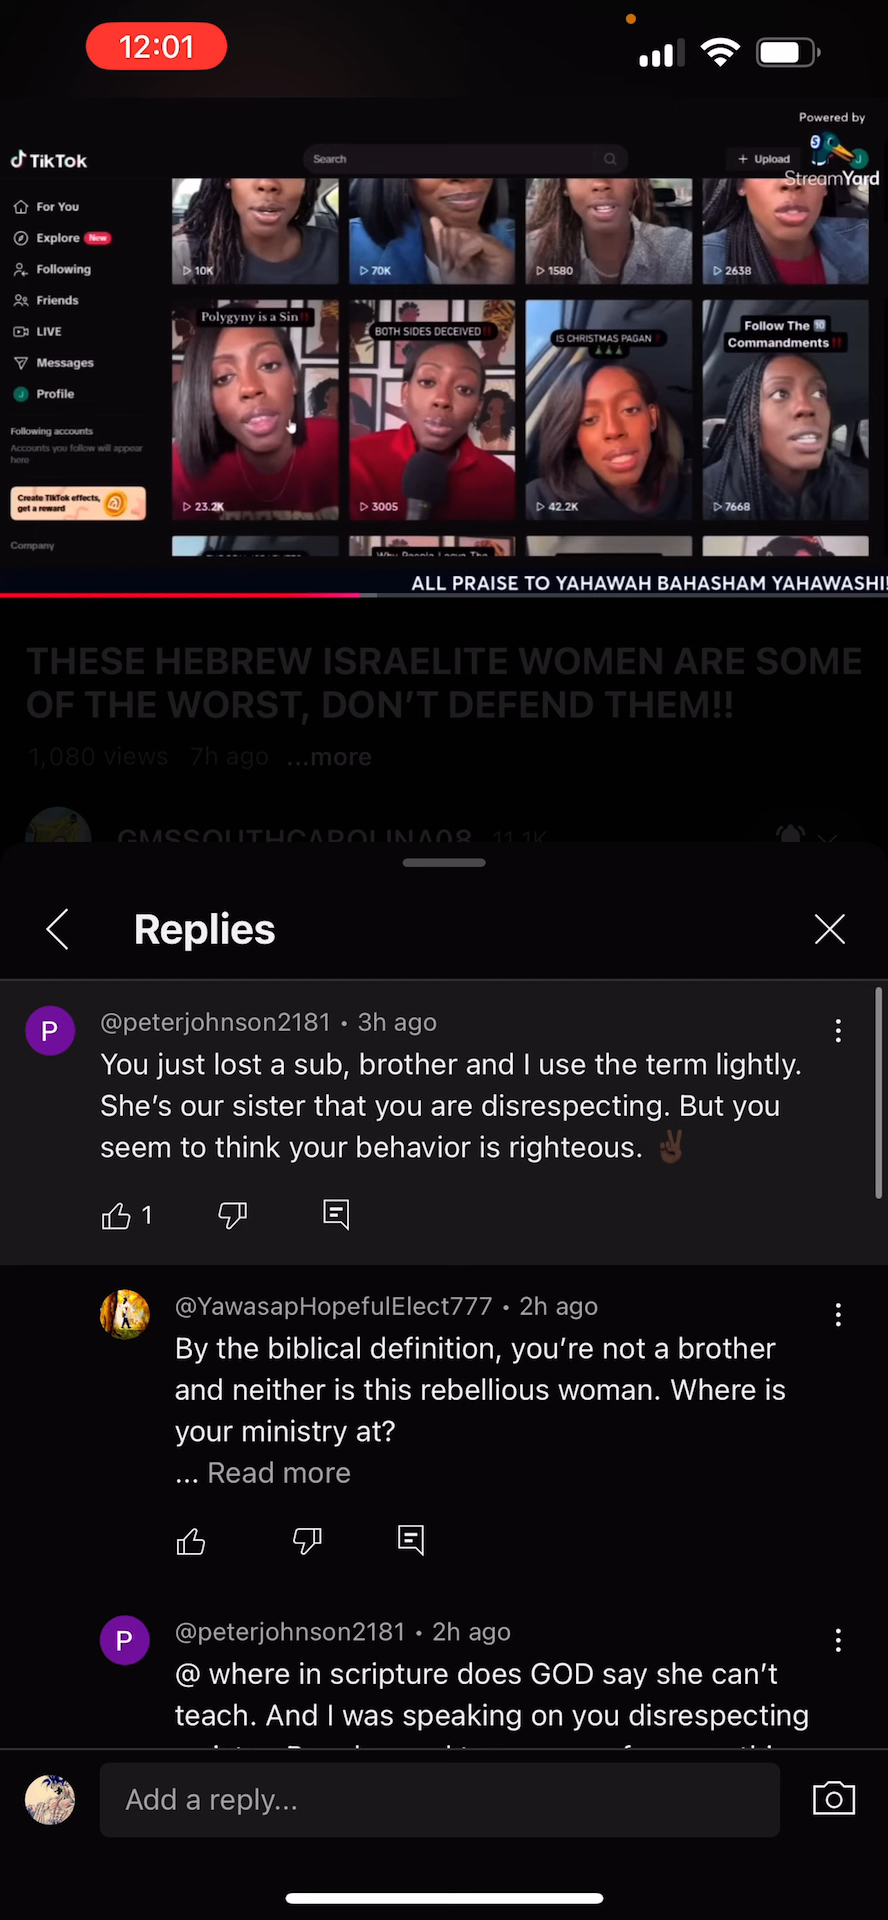 12:01
Powered by
StreamYard
TikTok
Search
+ Upload
For You
Explore New
Following
Friends
LIVE
Messages
Profile
Following accounts
Accounts you follow will appear
here
Create TikTok effects,
get a reward
Company
10K
70K
1580
2638
Polygyny is a Sin‼️
23.2K
BOTH SIDES DECEIVED‼️
3005
IS CHRISTMAS PAGAN
42.2K
Follow The 🔟
Commandments‼️
7668
Why People Leave The
ALL PRAISE TO YAHAWAH BAHASHAM YAHAWASHI!
THESE HEBREW ISRAELITE WOMEN ARE SOME
OF THE WORST, DON'T DEFEND THEM!!
1,080 views 7h ago ...more
GMSSOUTHCAROLINA08 11.1K
Replies
P
@peterjohnson2181 • 3h ago
You just lost a sub, brother and I use the term lightly.
She's our sister that you are disrespecting. But you
seem to think your behavior is righteous. ✌🏿
1
@YawasapHopefulElect777 • 2h ago
By the biblical definition, you're not a brother
and neither is this rebellious woman. Where is
your ministry at?
... Read more
P
@peterjohnson2181 • 2h ago
@ where in scripture does GOD say she can't
teach. And I was speaking on you disrespecting
Add a reply...